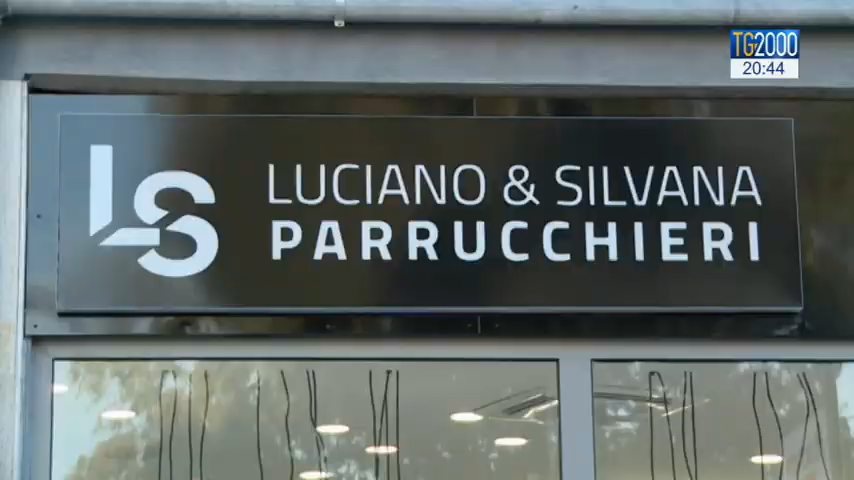 TG2000
20:44
LS
LUCIANO & SILVANA
PARRUCCHIERI